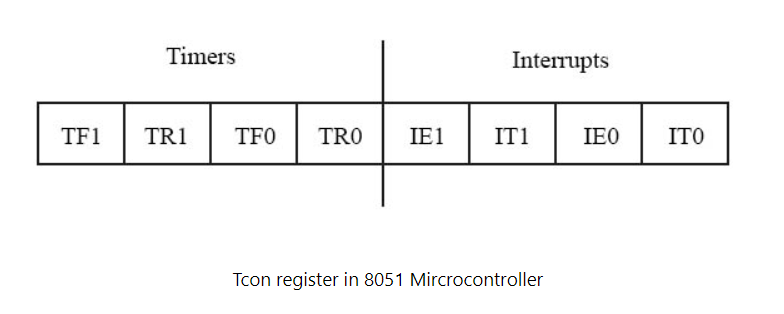 Timers Interrupts
TF1 TR1 TF0 TR0 IE1 IT1 IE0 IT0
Tcon register in 8051 Mircrocontroller